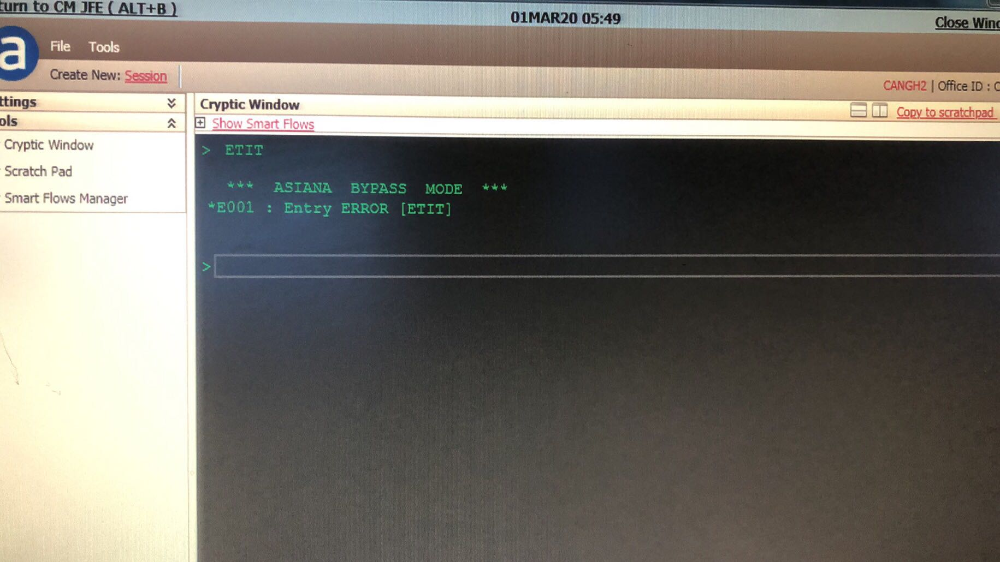 turn to CM JFE ( ALT+B )
01MAR20 05:49
Close Wind
a
File Tools
Create New: Session
CANGH2 | Office ID : C
ttings
ols
Cryptic Window
Scratch Pad
Smart Flows Manager
Cryptic Window
Copy to scratchpad
Show Smart Flows
> ETIT
*** ASIANA BYPASS MODE ***
*E001 : Entry ERROR [ETIT]
>